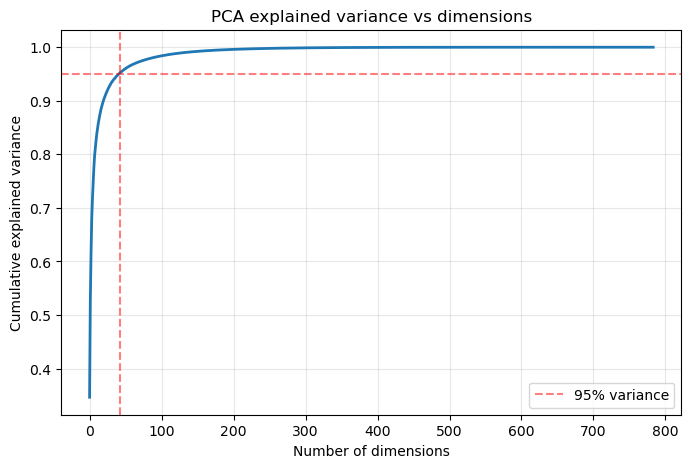 PCA explained variance vs dimensions
Cumulative explained variance
1.0
0.9
0.8
0.7
0.6
0.5
0.4
0 100 200 300 400 500 600 700 800
Number of dimensions
95% variance